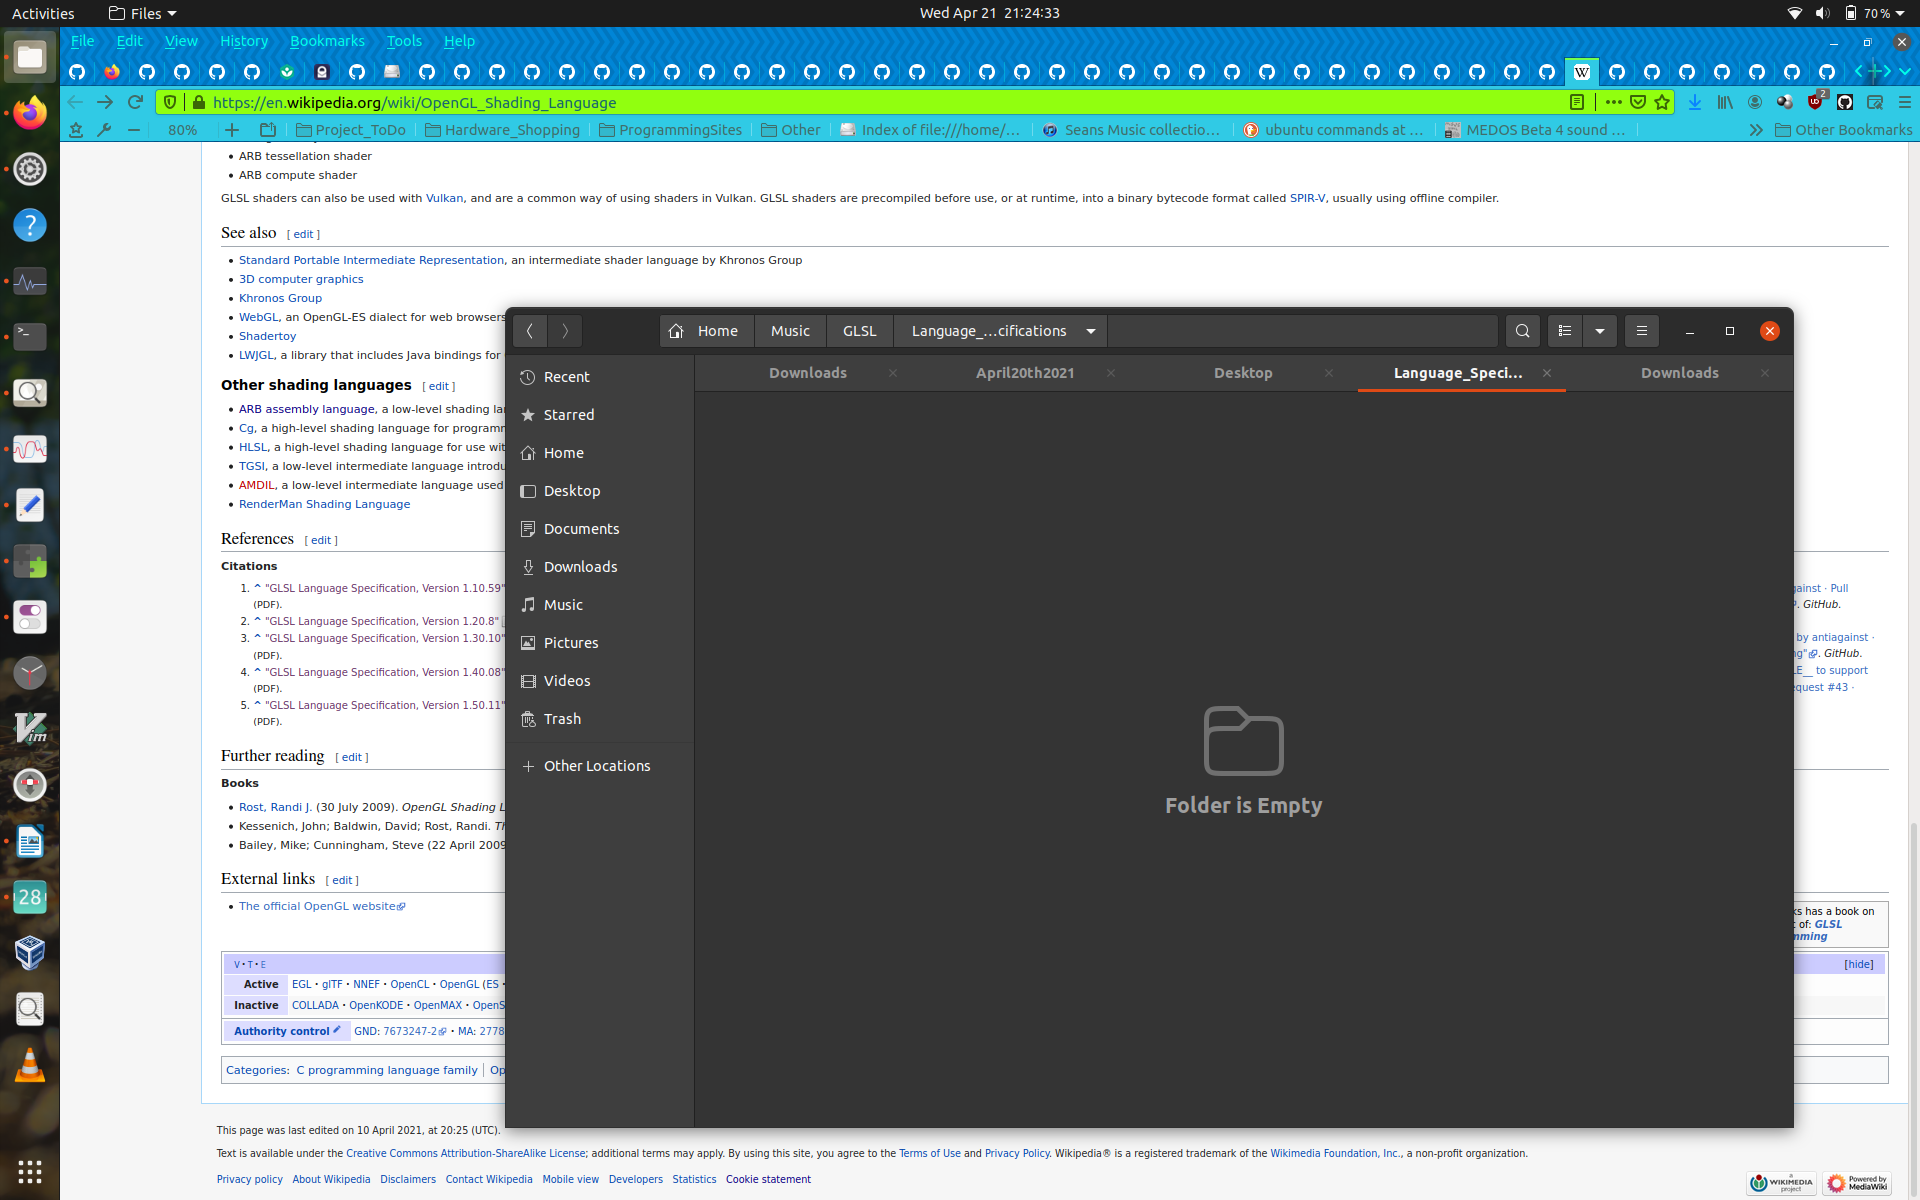 Activities
Files
Wed Apr 21 21:24:33
70 %
File Edit View History Bookmarks Tools Help
https://en.wikipedia.org/wiki/OpenGL_Shading_Language
2
80%
Project_ToDo
Hardware_Shopping
ProgrammingSites
Other
Index of file:///home/...
Seans Music collectio...
ubuntu commands at ...
MEDOS Beta 4 sound ...
Other Bookmarks
ARB tessellation shader
ARB compute shader
GLSL shaders can also be used with Vulkan, and are a common way of using shaders in Vulkan. GLSL shaders are precompiled before use, or at runtime, into a binary bytecode format called SPIR-V, usually using offline compiler.
See also [ edit ]
Standard Portable Intermediate Representation, an intermediate shader language by Khronos Group
3D computer graphics
Khronos Group
WebGL, an OpenGL-ES dialect for web browsers
Shadertoy
LWJGL, a library that includes Java bindings for
Other shading languages [ edit ]
ARB assembly language, a low-level shading
Cg, a high-level shading language for
HLSL, a high-level shading language for use
TGSI, a low-level intermediate language
AMDIL, a low-level intermediate language used
RenderMan Shading Language
References [ edit ]
Citations
1. ^ "GLSL Language Specification, Version 1.10.59"
(PDF).
2. ^ "GLSL Language Specification, Version 1.20.8"
3. ^ "GLSL Language Specification, Version 1.30.10"
(PDF).
4. ^ "GLSL Language Specification, Version 1.40.08"
(PDF).
5. ^ "GLSL Language Specification, Version 1.50.11"
(PDF).
· Pull
GitHub.
by antiagainst ·
GitHub.
to support
#43 ·
Further reading [ edit ]
Books
Rost, Randi J. (30 July 2009). OpenGL Shading
Kessenich, John; Baldwin, David; Rost, Randi.
Bailey, Mike; Cunningham, Steve (22 April 2009
External links [ edit ]
The official OpenGL website
has a book on
of: GLSL
V · T · E
[hide]
Active
EGL · glTF · NNEF · OpenCL · OpenGL (ES ·
Inactive
COLLADA · OpenKODE · OpenMAX ·
Authority control
GND: 7673247-2 · MA: 2778
Categories: C programming language family
This page was last edited on 10 April 2021, at 20:25 (UTC).
Text is available under the Creative Commons Attribution-ShareAlike License; additional terms may apply. By using this site, you agree to the Terms of Use and Privacy Policy. Wikipedia® is a registered trademark of the Wikimedia Foundation, Inc., a non-profit organization.
Privacy policy About Wikipedia Disclaimers Contact Wikipedia Mobile view Developers Statistics Cookie statement
A WIKIMEDIA project
Powered by MediaWiki
Home
Music
GLSL
Language_...cifications
Downloads
April20th2021
Desktop
Language_Speci...
Downloads
Recent
Starred
Home
Desktop
Documents
Downloads
Music
Pictures
Videos
Trash
Other Locations
Folder is Empty
28